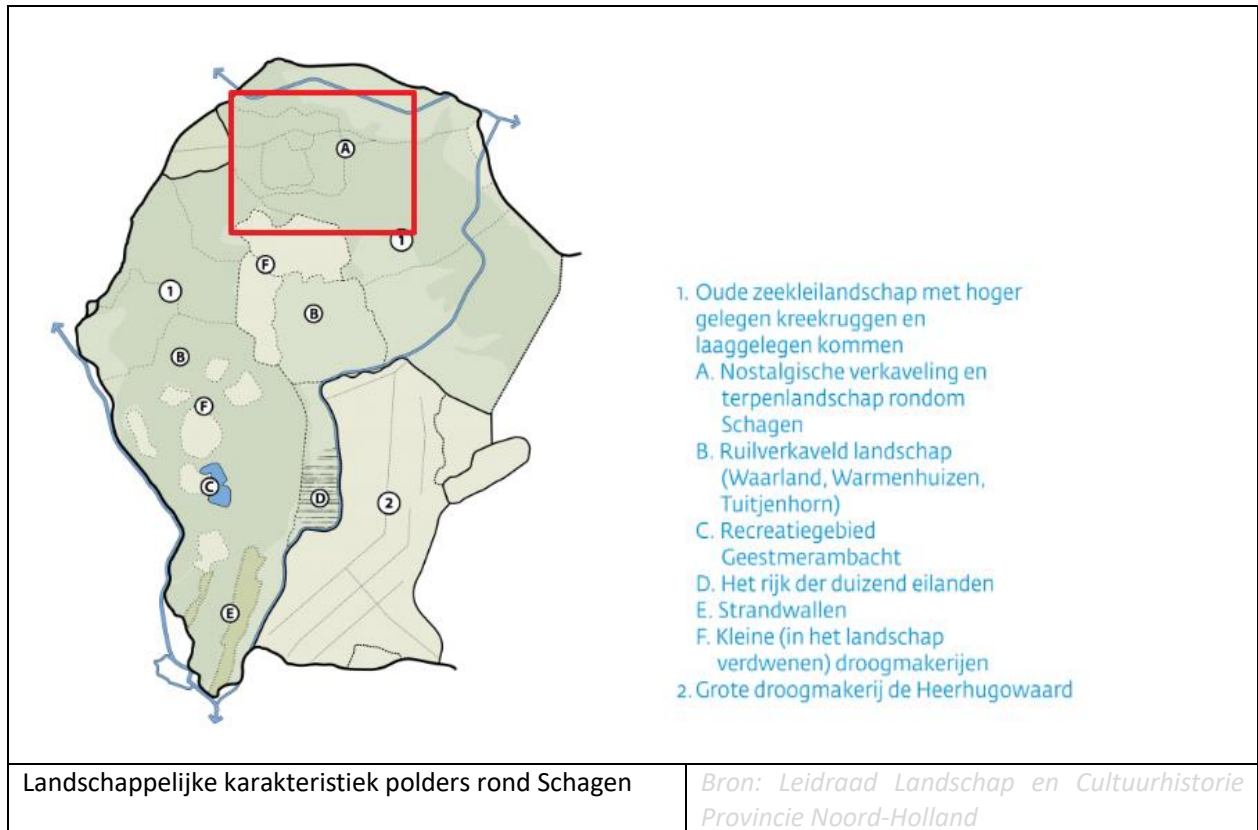 A
1
F
1
B
B
F
C
D
2
E
1. Oude zeekleilandschap met hoger
gelegen kreekruggen en
laaggelegen kommen
A. Nostalgische verkaveling en
terpenlandschap rondom
Schagen
B. Ruilverkaveld landschap
(Waarland, Warmenhuizen,
Tuitjenhorn)
C. Recreatiegebied
Geestmerambacht
D. Het rijk der duizend eilanden
E. Strandwallen
F. Kleine (in het landschap
verdwenen) droogmakerijen
2. Grote droogmakerij de Heerhugowaard
Landschappelijke karakteristiek polders rond Schagen
Bron: Leidraad Landschap en Cultuurhistorie
Provincie Noord-Holland